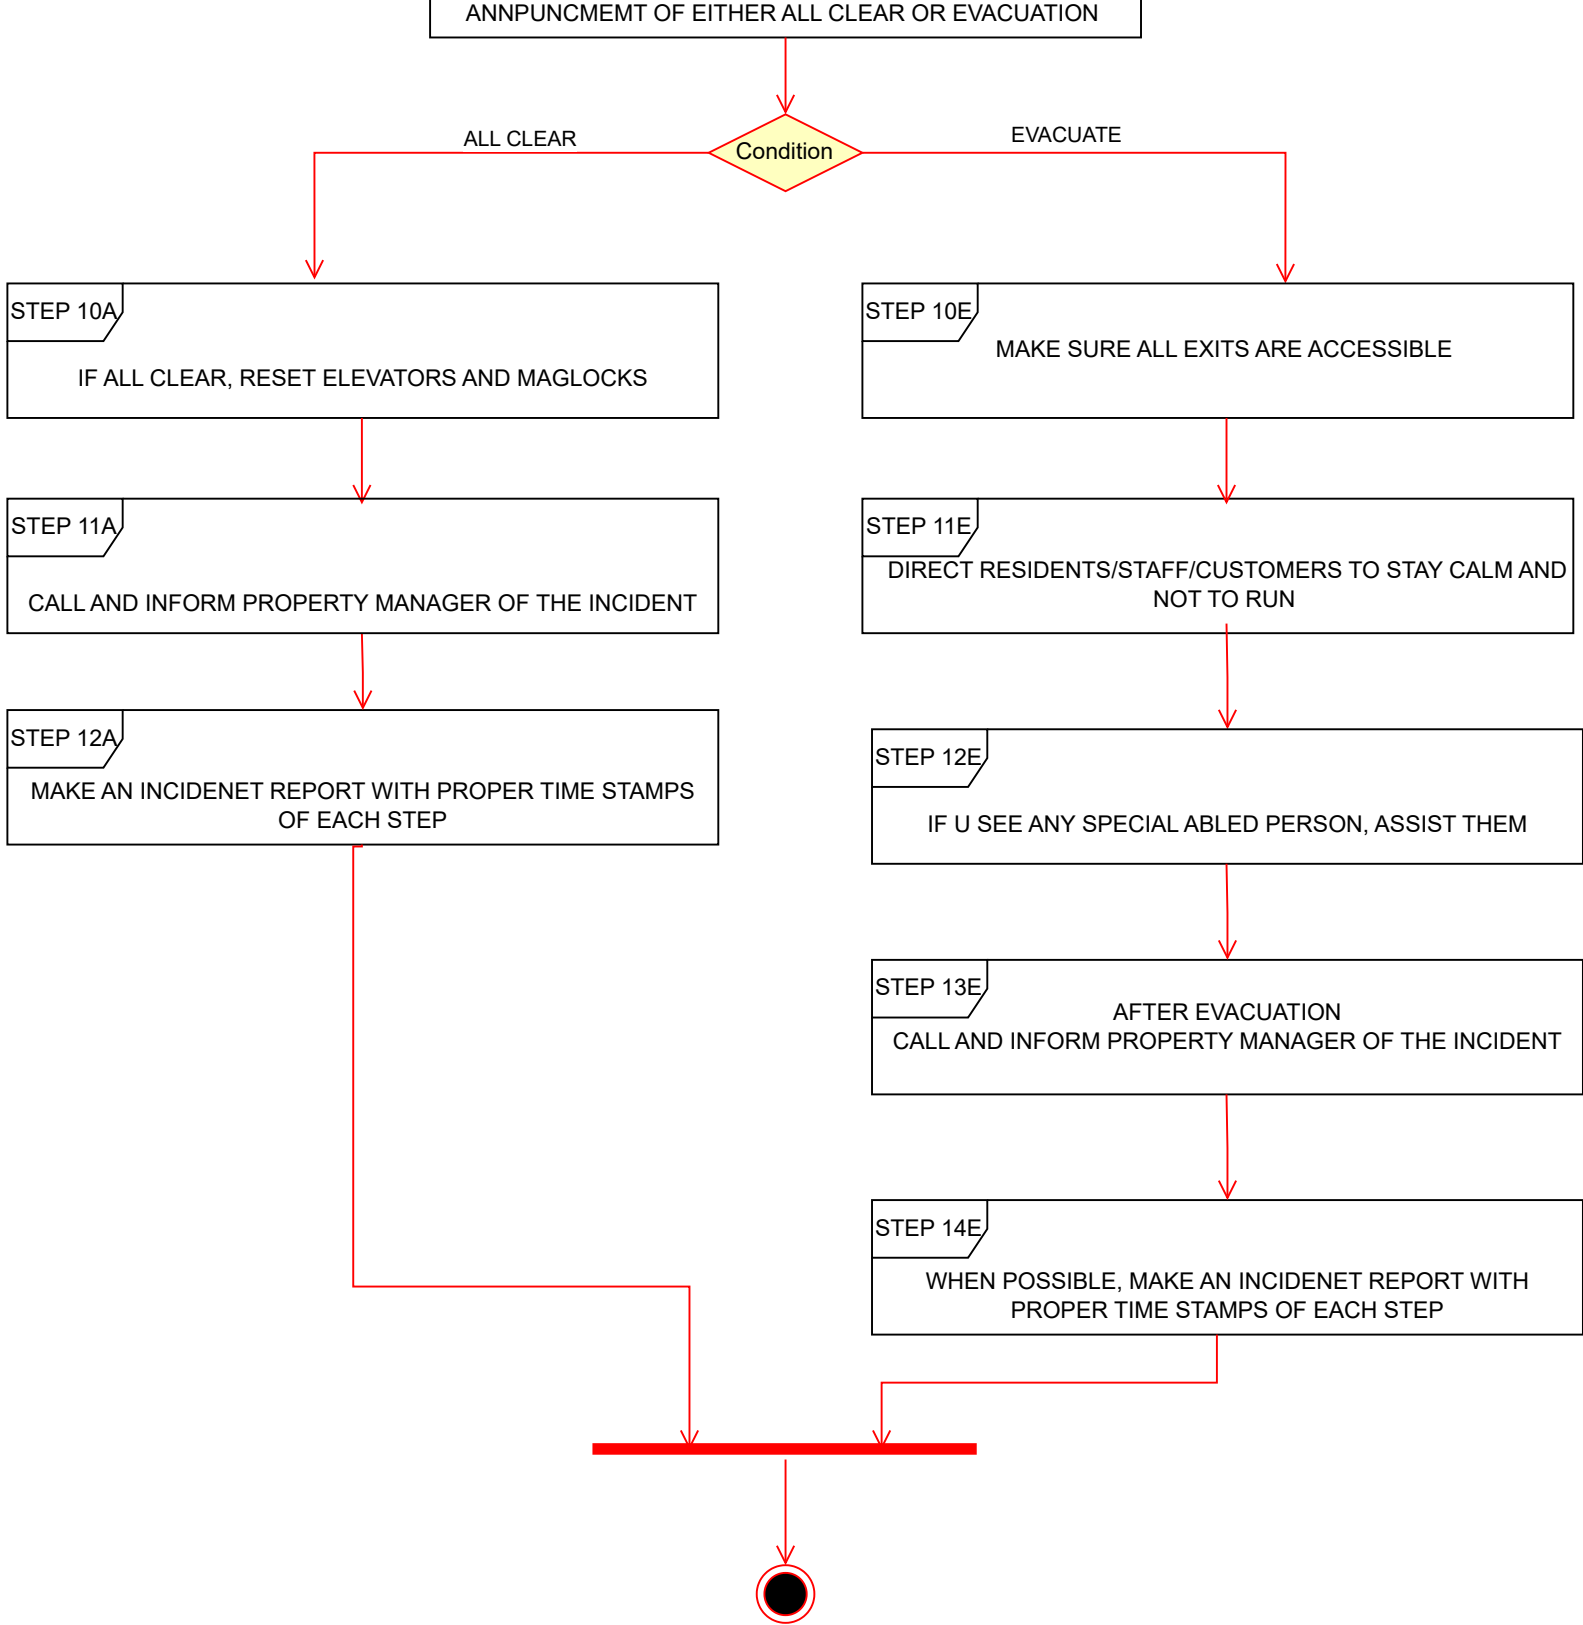 ANNPUNCMEMT OF EITHER ALL CLEAR OR EVACUATION
Condition
ALL CLEAR
EVACUATE
STEP 10A
IF ALL CLEAR, RESET ELEVATORS AND MAGLOCKS
STEP 11A
CALL AND INFORM PROPERTY MANAGER OF THE INCIDENT
STEP 12A
MAKE AN INCIDENET REPORT WITH PROPER TIME STAMPS
OF EACH STEP
STEP 10E
MAKE SURE ALL EXITS ARE ACCESSIBLE
STEP 11E
DIRECT RESIDENTS/STAFF/CUSTOMERS TO STAY CALM AND
NOT TO RUN
STEP 12E
IF U SEE ANY SPECIAL ABLED PERSON, ASSIST THEM
STEP 13E
AFTER EVACUATION
CALL AND INFORM PROPERTY MANAGER OF THE INCIDENT
STEP 14E
WHEN POSSIBLE, MAKE AN INCIDENET REPORT WITH
PROPER TIME STAMPS OF EACH STEP